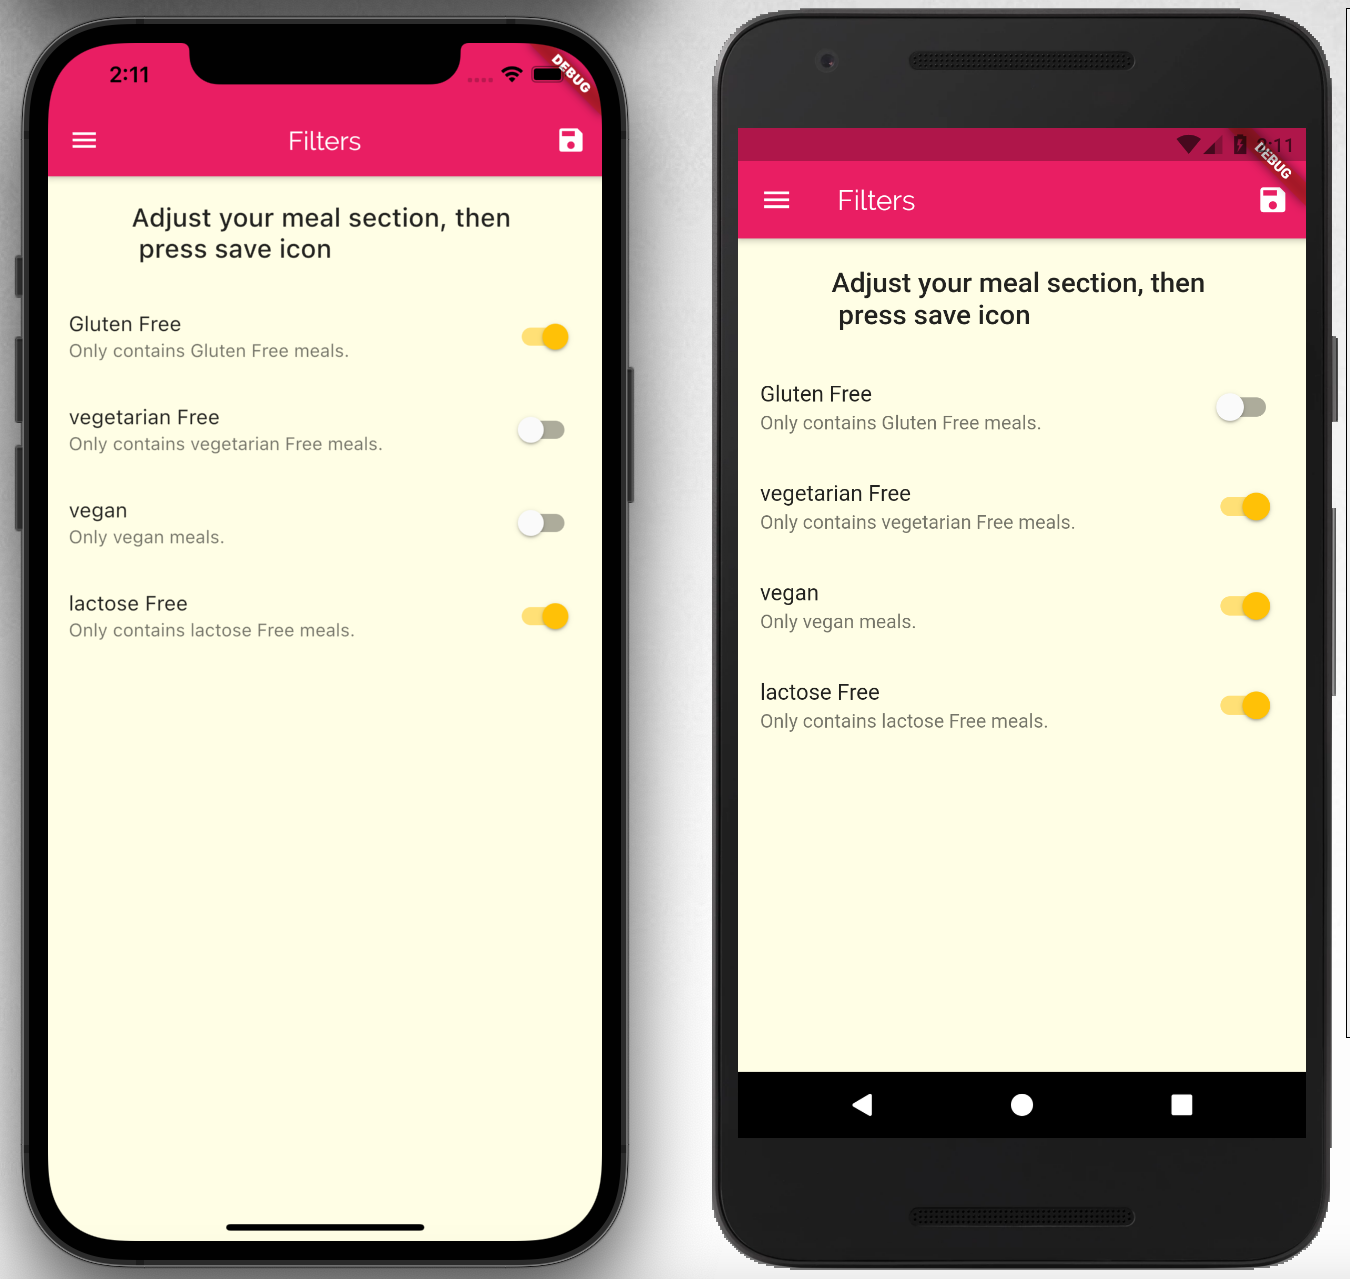 2:11
DEBUG
Filters
Adjust your meal section, then
press save icon
Gluten Free
Only contains Gluten Free meals.
vegetarian Free
Only contains vegetarian Free meals.
vegan
Only vegan meals.
lactose Free
Only contains lactose Free meals.
2:11
DEBUG
Filters
Adjust your meal section, then
press save icon
Gluten Free
Only contains Gluten Free meals.
vegetarian Free
Only contains vegetarian Free meals.
vegan
Only vegan meals.
lactose Free
Only contains lactose Free meals.